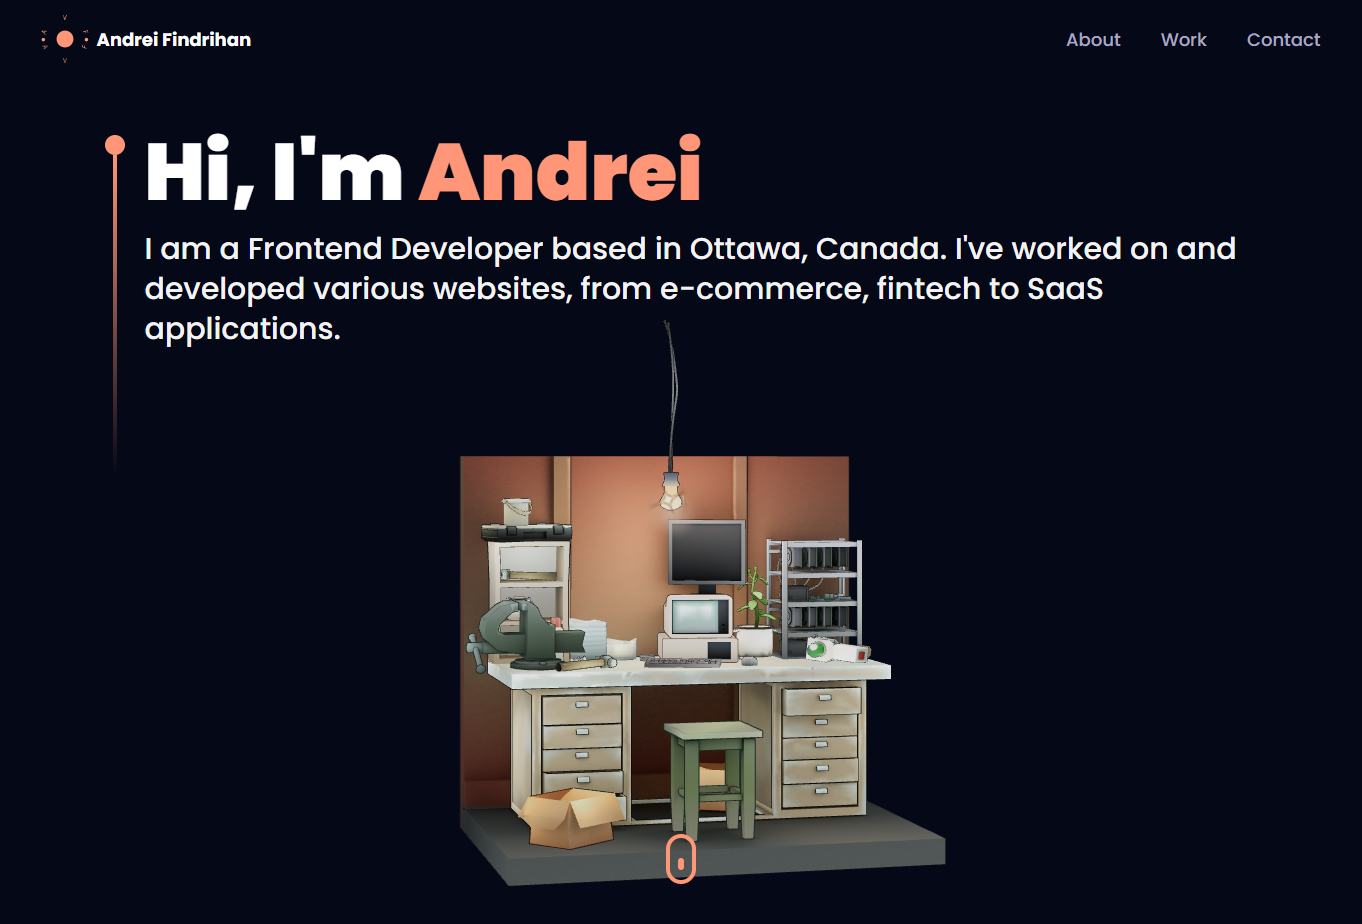 Andrei Findrihan
About
Work
Contact
Hi, I'm Andrei
I am a Frontend Developer based in Ottawa, Canada. I've worked on and
developed various websites, from e-commerce, fintech to SaaS
applications.